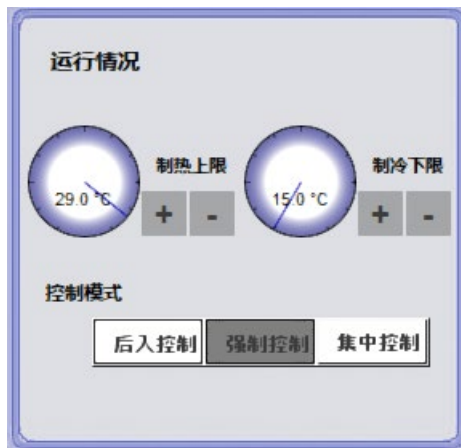 运行情况
制热上限
制冷下限
29.0 °C
15.0 °C
+
-
+
-
控制模式
后入控制
强制控制
集中控制